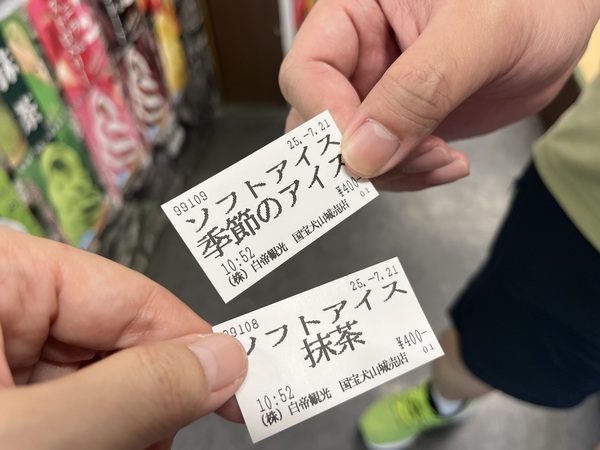 抹茶
25.-7.21
99109
ソフトアイス
季節のアイス
¥400-
10:52
01
(株)白帝観光 国宝犬山城売店
25.-7.21
99108
ソフトアイス
抹茶
¥400-
10:52
01
(株)白帝観光 国宝犬山城売店